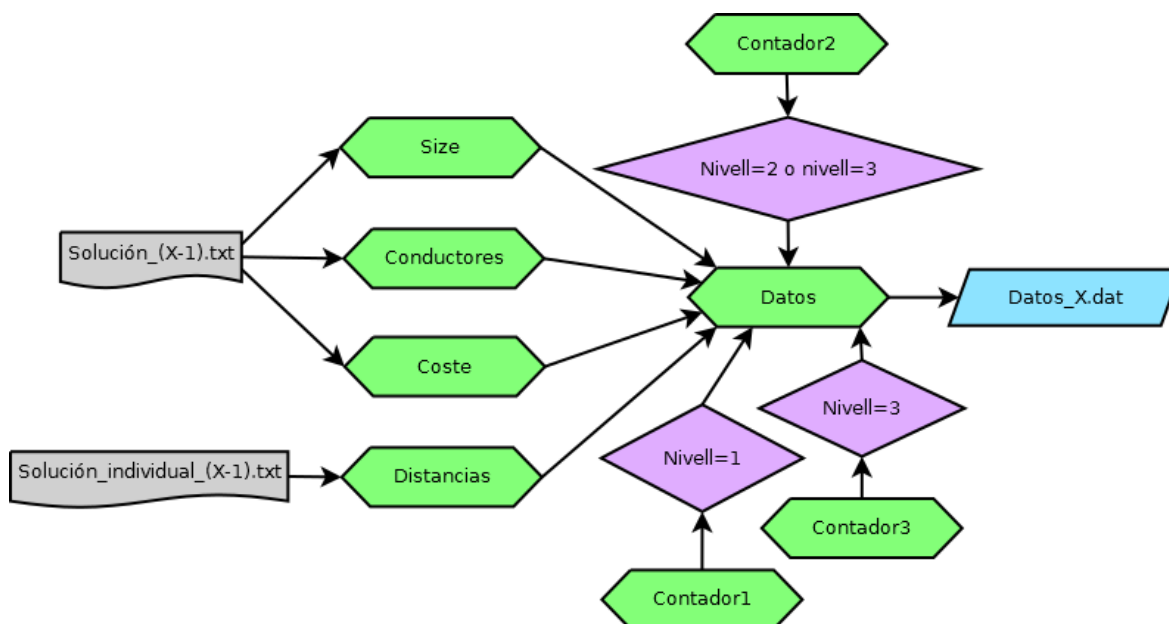 Contador2
Size
Nivell=2 o nivell=3
Solución_(X-1).txt
Conductores
Datos
Datos_X.dat
Coste
Nivell=3
Nivell=1
Solución_individual_(X-1).txt
Distancias
Contador3
Contador1